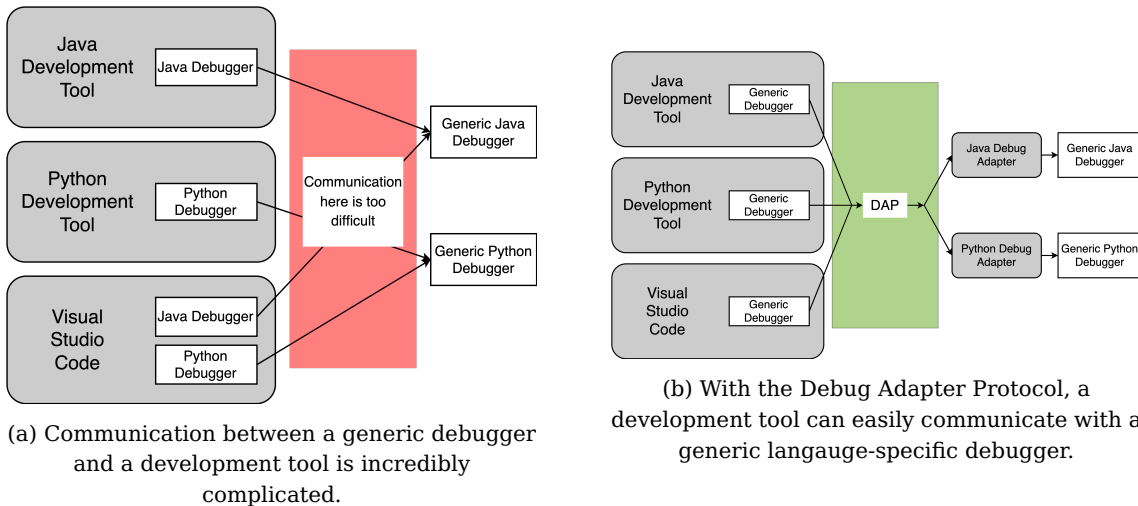 Java
Development
Tool
Java Debugger
Python
Development
Tool
Python
Debugger
Visual
Studio
Code
Java Debugger
Python
Debugger
Communication
here is too
difficult
Generic Java
Debugger
Generic Python
Debugger
(a) Communication between a generic debugger
and a development tool is incredibly
complicated.
Java
Development
Tool
Generic
Debugger
Python
Development
Tool
Generic
Debugger
Visual
Studio
Code
Generic
Debugger
DAP
Java Debug
Adapter
Generic Java
Debugger
Python Debug
Adapter
Generic Python
Debugger
(b) With the Debug Adapter Protocol, a
development tool can easily communicate with a
generic langauge-specific debugger.